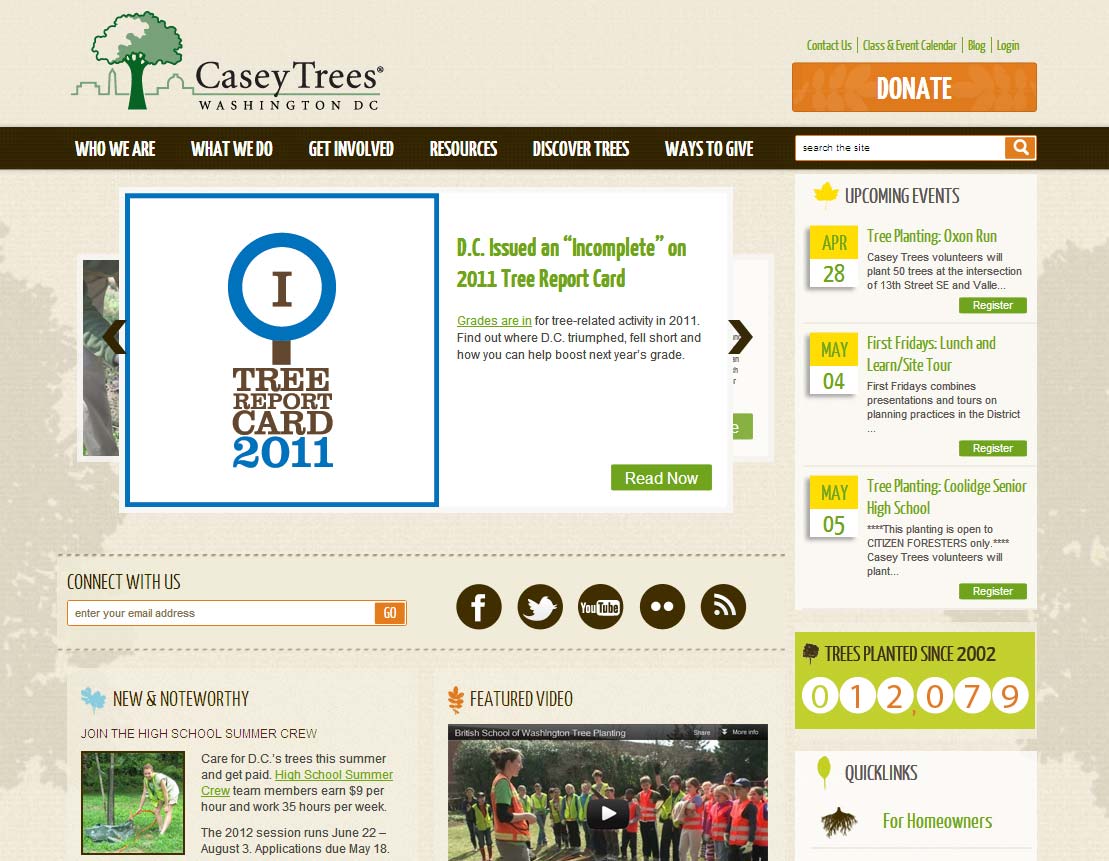 Casey Trees®
WASHINGTON DC
Contact Us | Class & Event Calendar | Blog | Login
DONATE
WHO WE ARE WHAT WE DO GET INVOLVED RESOURCES DISCOVER TREES WAYS TO GIVE
search the site
I
TREE
REPORT
CARD
2011
D.C. Issued an “Incomplete” on
2011 Tree Report Card
Grades are in for tree-related activity in 2011.
Find out where D.C. triumphed, fell short and
how you can help boost next year's grade.
Read Now
UPCOMING EVENTS
APR
28
Tree Planting: Oxon Run
Casey Trees volunteers will
plant 50 trees at the intersection
of 13th Street SE and Valle...
Register
MAY
04
First Fridays: Lunch and
Learn/Site Tour
First Fridays combines
presentations and tours on
planning practices in the District
...
Register
MAY
05
Tree Planting: Coolidge Senior
High School
****This planting is open to
CITIZEN FORESTERS only.****
Casey Trees volunteers will
plant...
Register
CONNECT WITH US
enter your email address GO
f
You Tube
TREES PLANTED SINCE 2002
012,079
NEW & NOTEWORTHY
JOIN THE HIGH SCHOOL SUMMER CREW
Care for D.C.'s trees this summer
and get paid. High School Summer
Crew team members earn $9 per
hour and work 35 hours per week.
The 2012 session runs June 22 –
August 3. Applications due May 18.
FEATURED VIDEO
British School of Washington Tree Planting Share More info
QUICKLINKS
For Homeowners